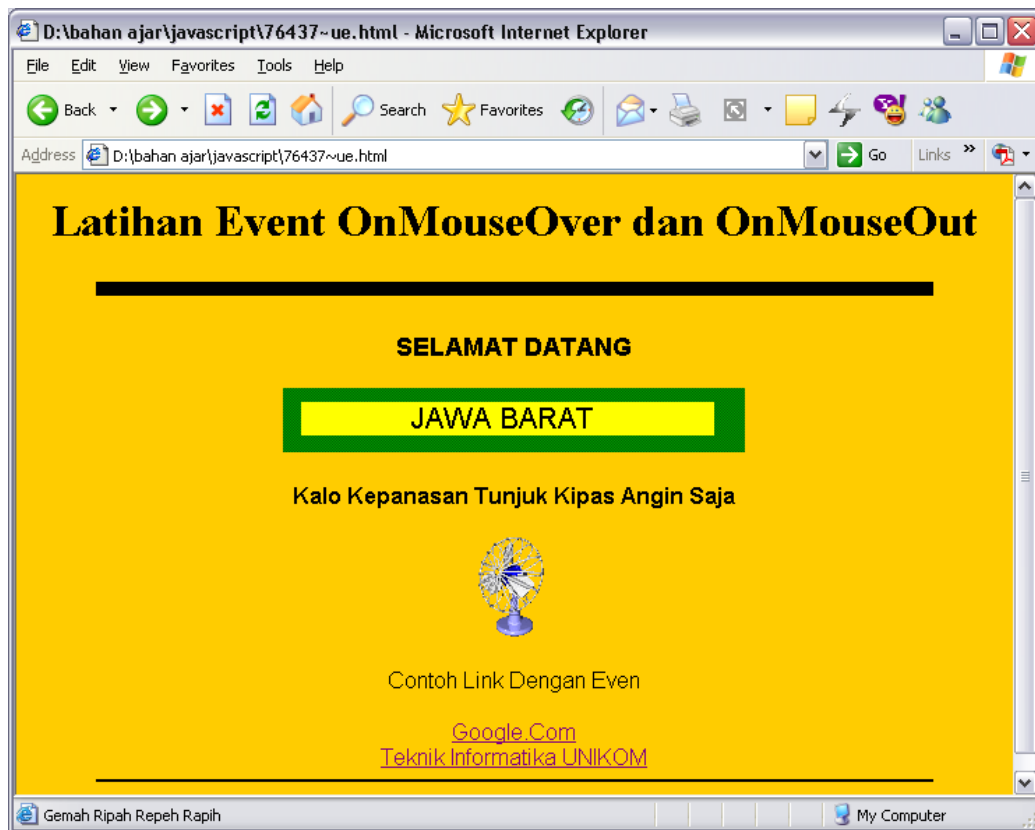 D:\bahan ajar\javascript\76437~ue.html - Microsoft Internet Explorer
File Edit View Favorites Tools Help
Back Search Favorites
Address D:\bahan ajar\javascript\76437~ue.html Go Links »
Latihan Event OnMouseOver dan OnMouseOut
SELAMAT DATANG
JAWA BARAT
Kalo Kepanasan Tunjuk Kipas Angin Saja
Contoh Link Dengan Even
Google.Com
Teknik Informatika UNIKOM
Gemah Ripah Repeh Rapih My Computer